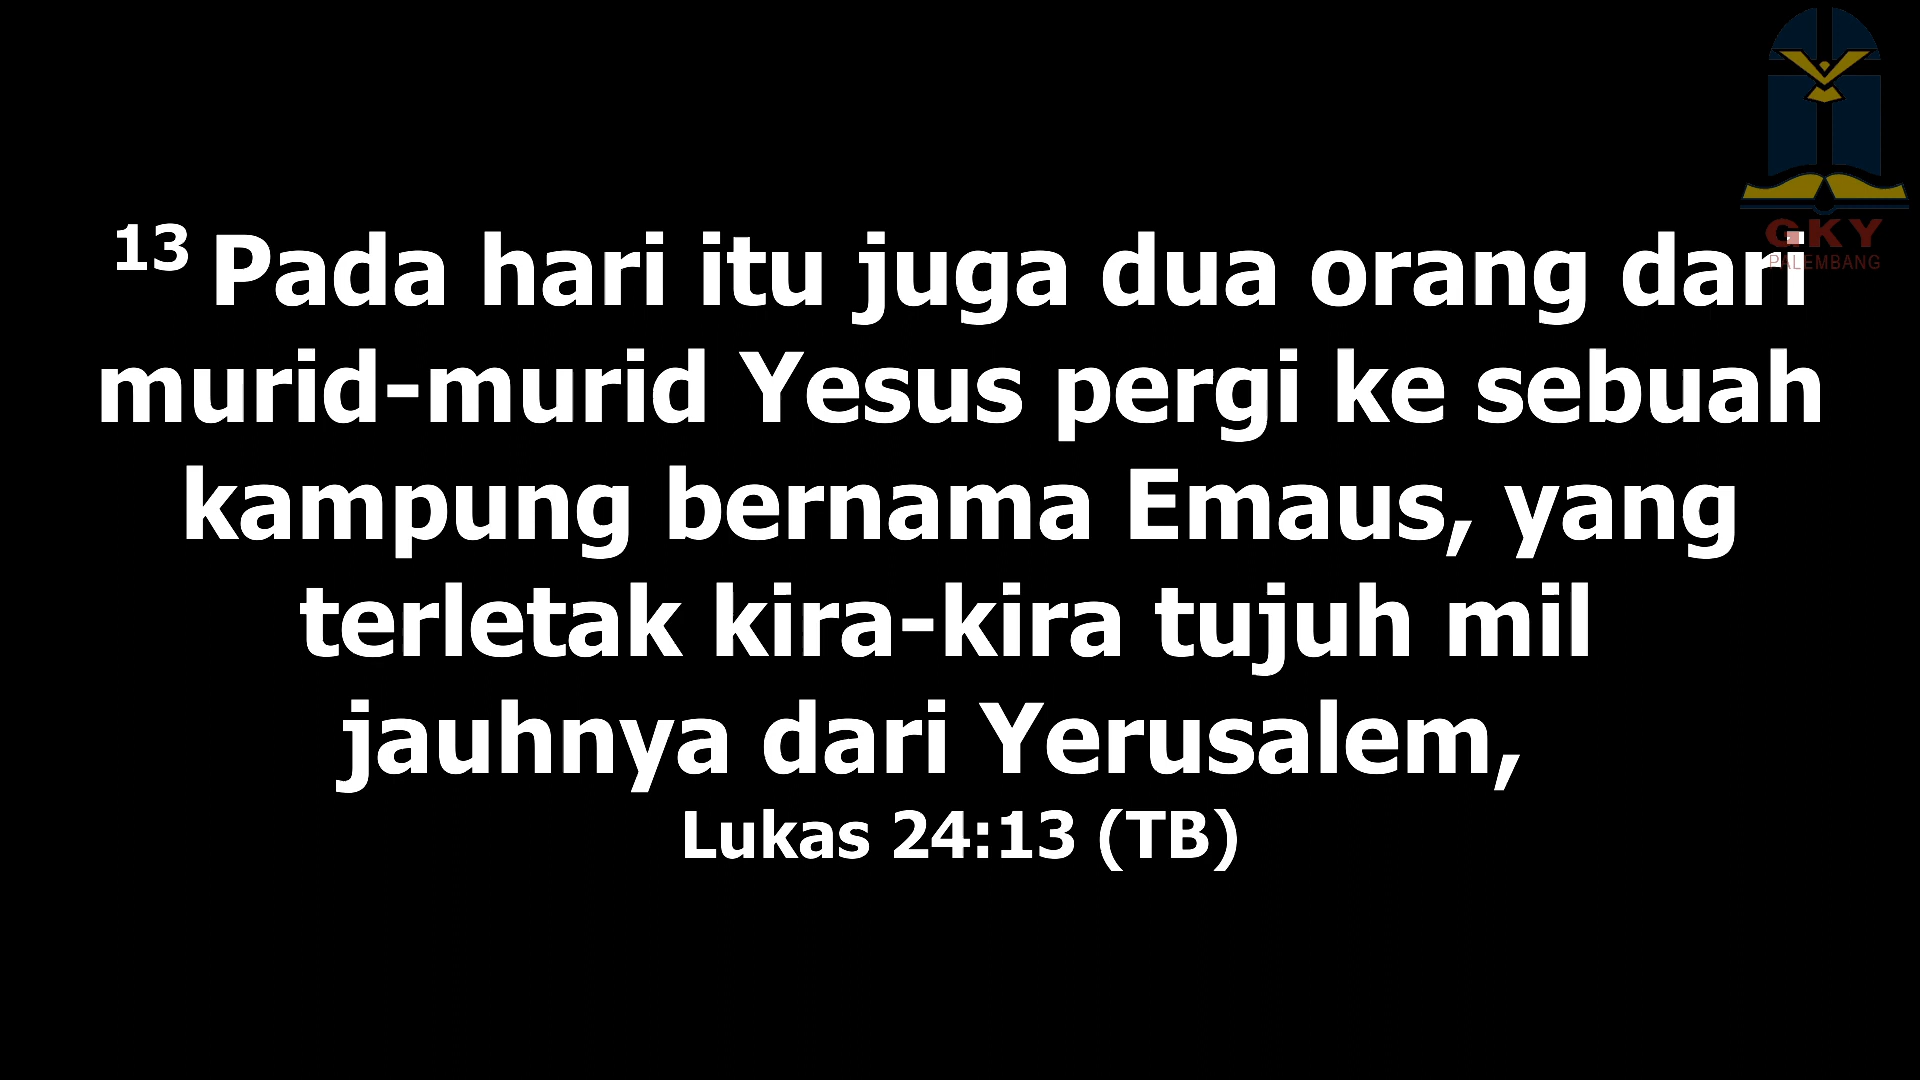 GKY
PALEMBANG
13 Pada hari itu juga dua orang dari
murid-murid Yesus pergi ke sebuah
kampung bernama Emaus, yang
terletak kira-kira tujuh mil
jauhnya dari Yerusalem,
Lukas 24:13 (TB)